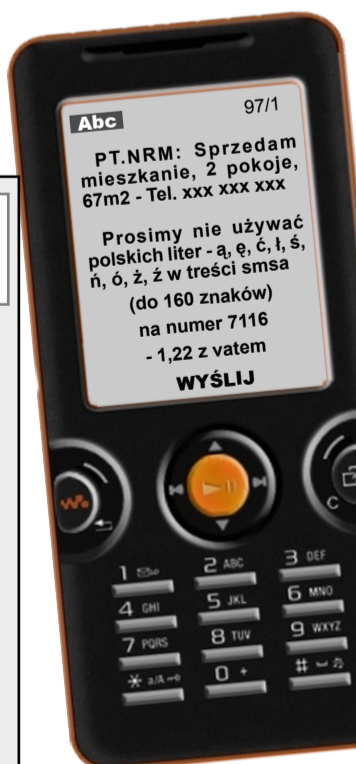 Abc 97/1
PT.NRM: Sprzedam
mieszkanie, 2 pokoje,
67m2 - Tel. xxx xxx xxx
Prosimy nie używać
polskich liter - ą, ę, ć, ł, ś,
ń, ó, ż, ź w treści smsa
(do 160 znaków)
na numer 7116
- 1,22 z vatem
WYŚLIJ
C
1 2 ABC 3 DEF
4 GHI 5 JKL 6 MNO
7 PQRS 8 TUV 9 WXYZ
* a/A 0 + #